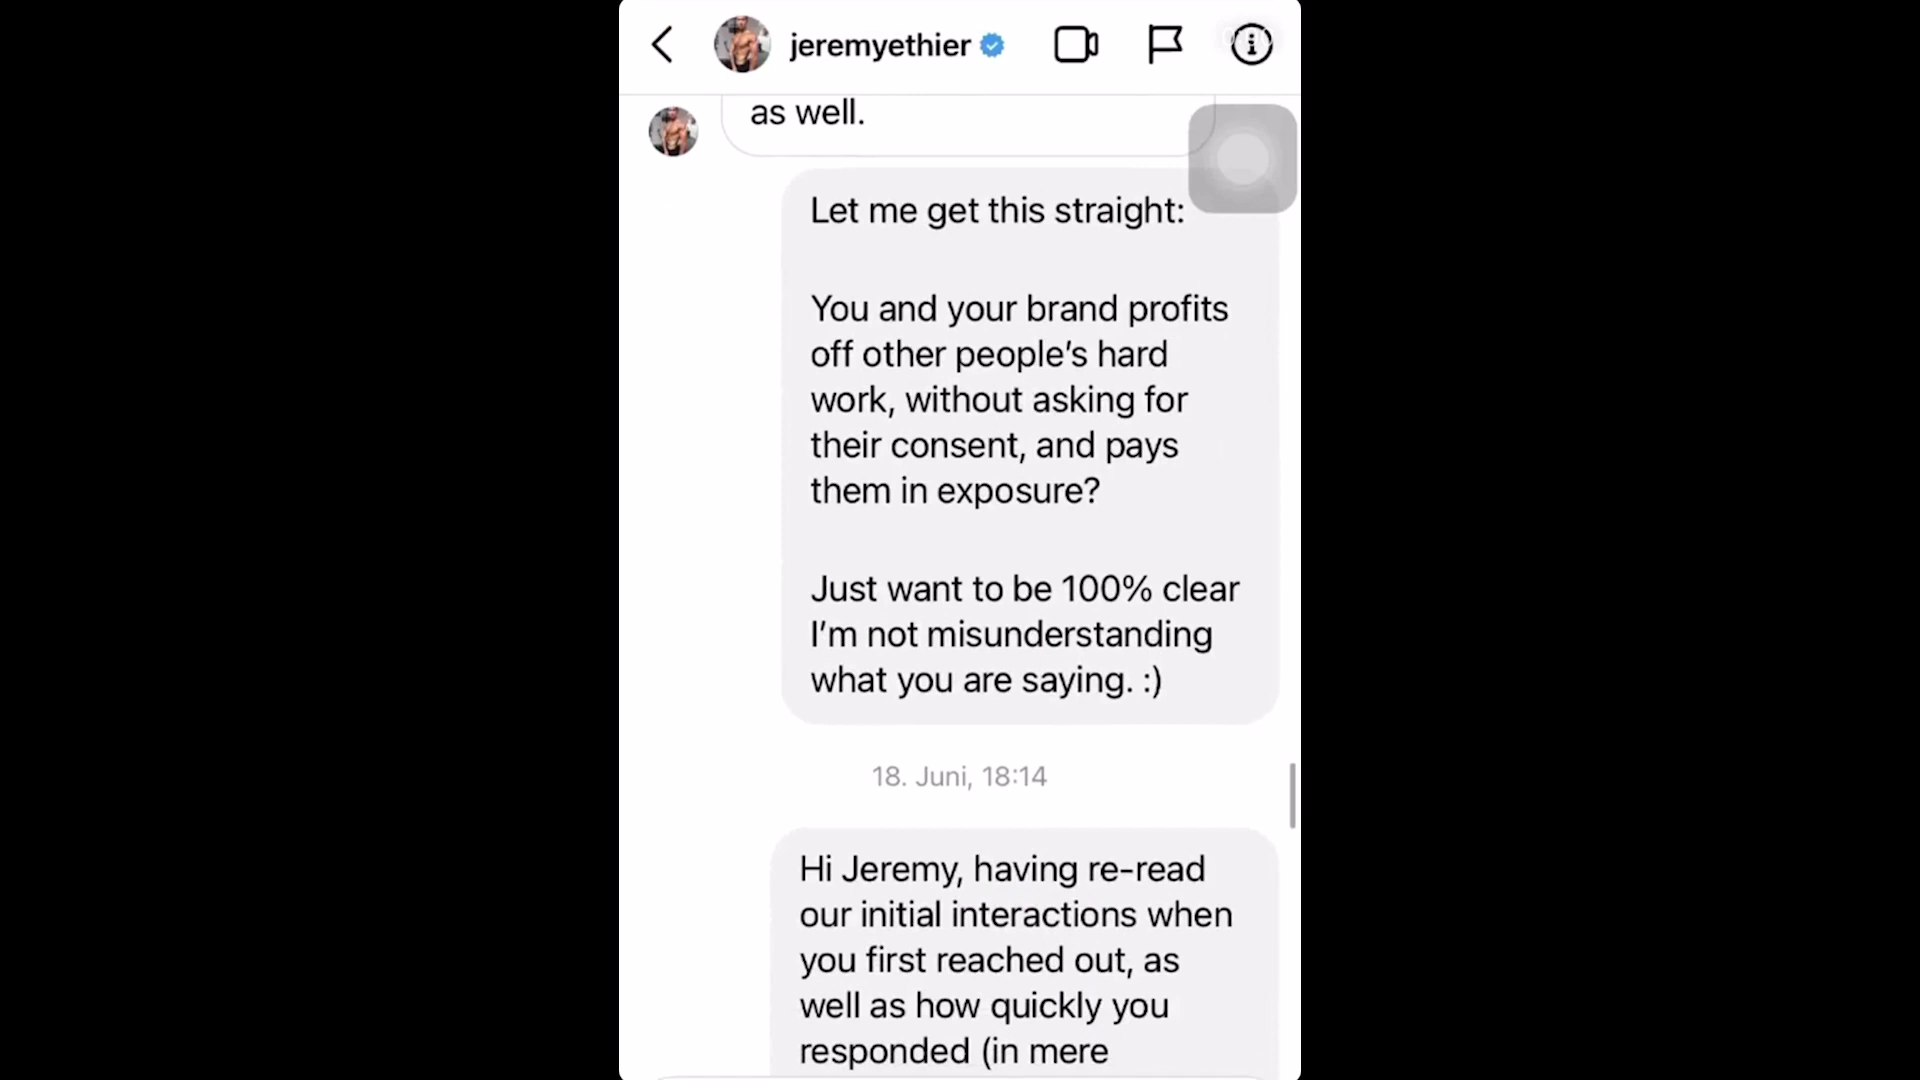 jeremyethier
as well.
Let me get this straight:
You and your brand profits
off other people's hard
work, without asking for
their consent, and pays
them in exposure?
Just want to be 100% clear
I'm not misunderstanding
what you are saying. :)
18. Juni, 18:14
Hi Jeremy, having re-read
our initial interactions when
you first reached out, as
well as how quickly you
responded (in mere